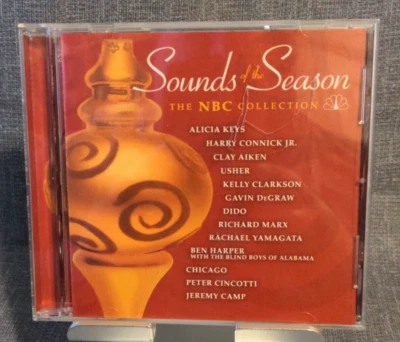 Sounds of the Season
THE NBC COLLECTION
ALICIA KEYS
HARRY CONNICK JR.
CLAY AIKEN
USHER
KELLY CLARKSON
GAVIN DEGRAW
DIDO
RICHARD MARX
RACHAEL YAMAGATA
BEN HARPER
WITH THE BLIND BOYS OF ALABAMA
CHICAGO
PETER CINCOTTI
JEREMY CAMP